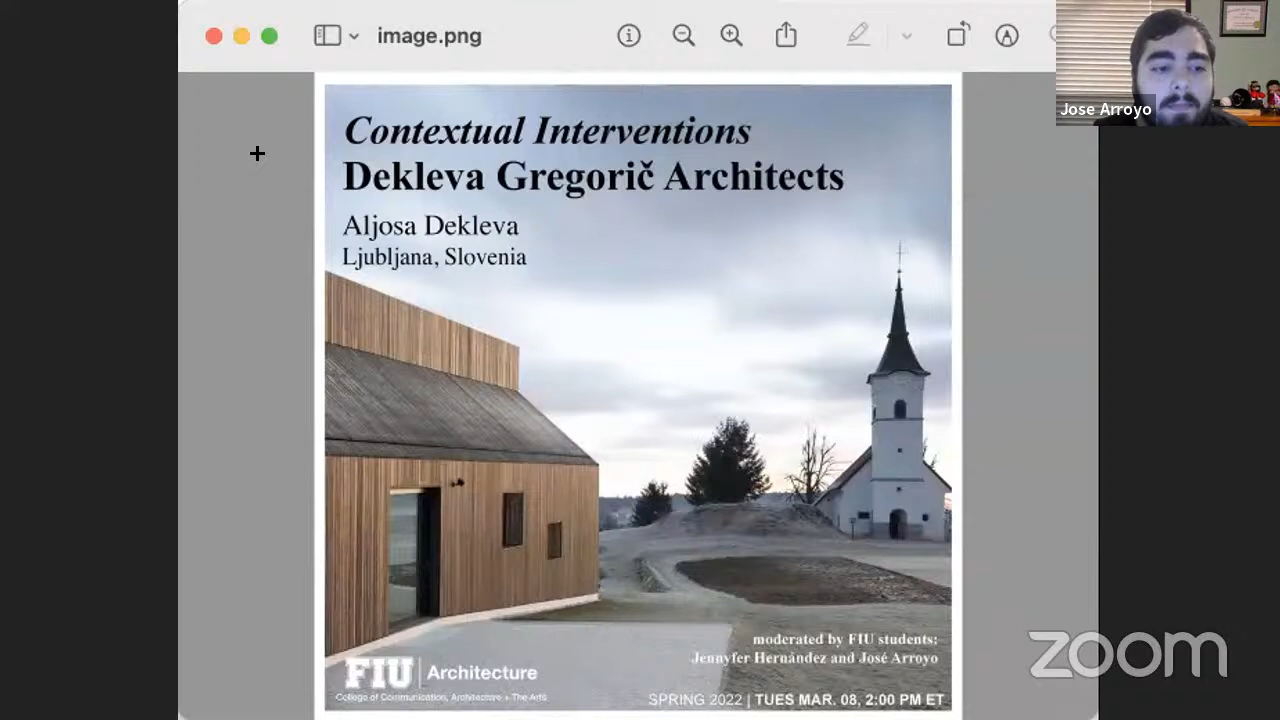 image.png
Jose Arroyo
Contextual Interventions
Dekleva Gregorič Architects
Aljosa Dekleva
Ljubljana, Slovenia
moderated by FIU students:
Jennyfer Hernández and José Arroyo
FIU | Architecture
College of Communication, Architecture + The Arts
SPRING 2022 | TUES MAR. 08, 2:00 PM ET
zoom